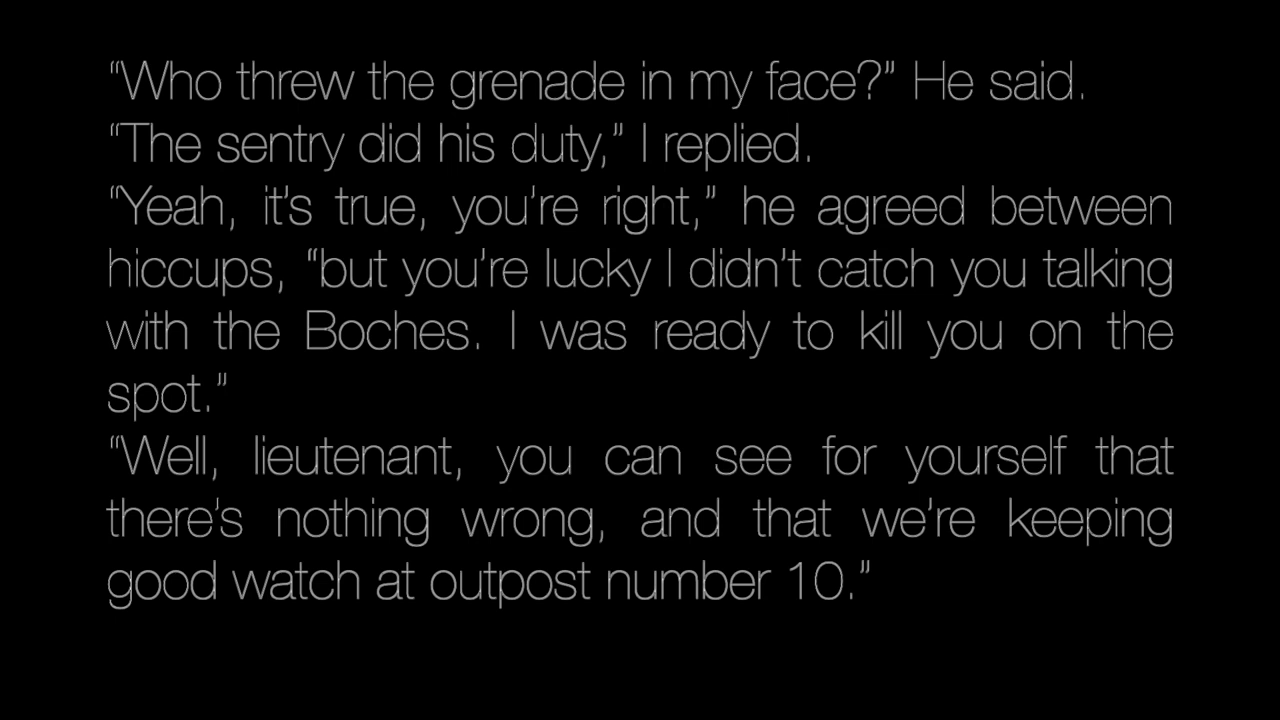 “Who threw the grenade in my face?” He said.
“The sentry did his duty,” I replied.
“Yeah, it’s true, you’re right,” he agreed between
hiccups, “but you’re lucky I didn’t catch you talking
with the Boches. I was ready to kill you on the
spot.”
“Well, lieutenant, you can see for yourself that
there’s nothing wrong, and that we’re keeping
good watch at outpost number 10.”